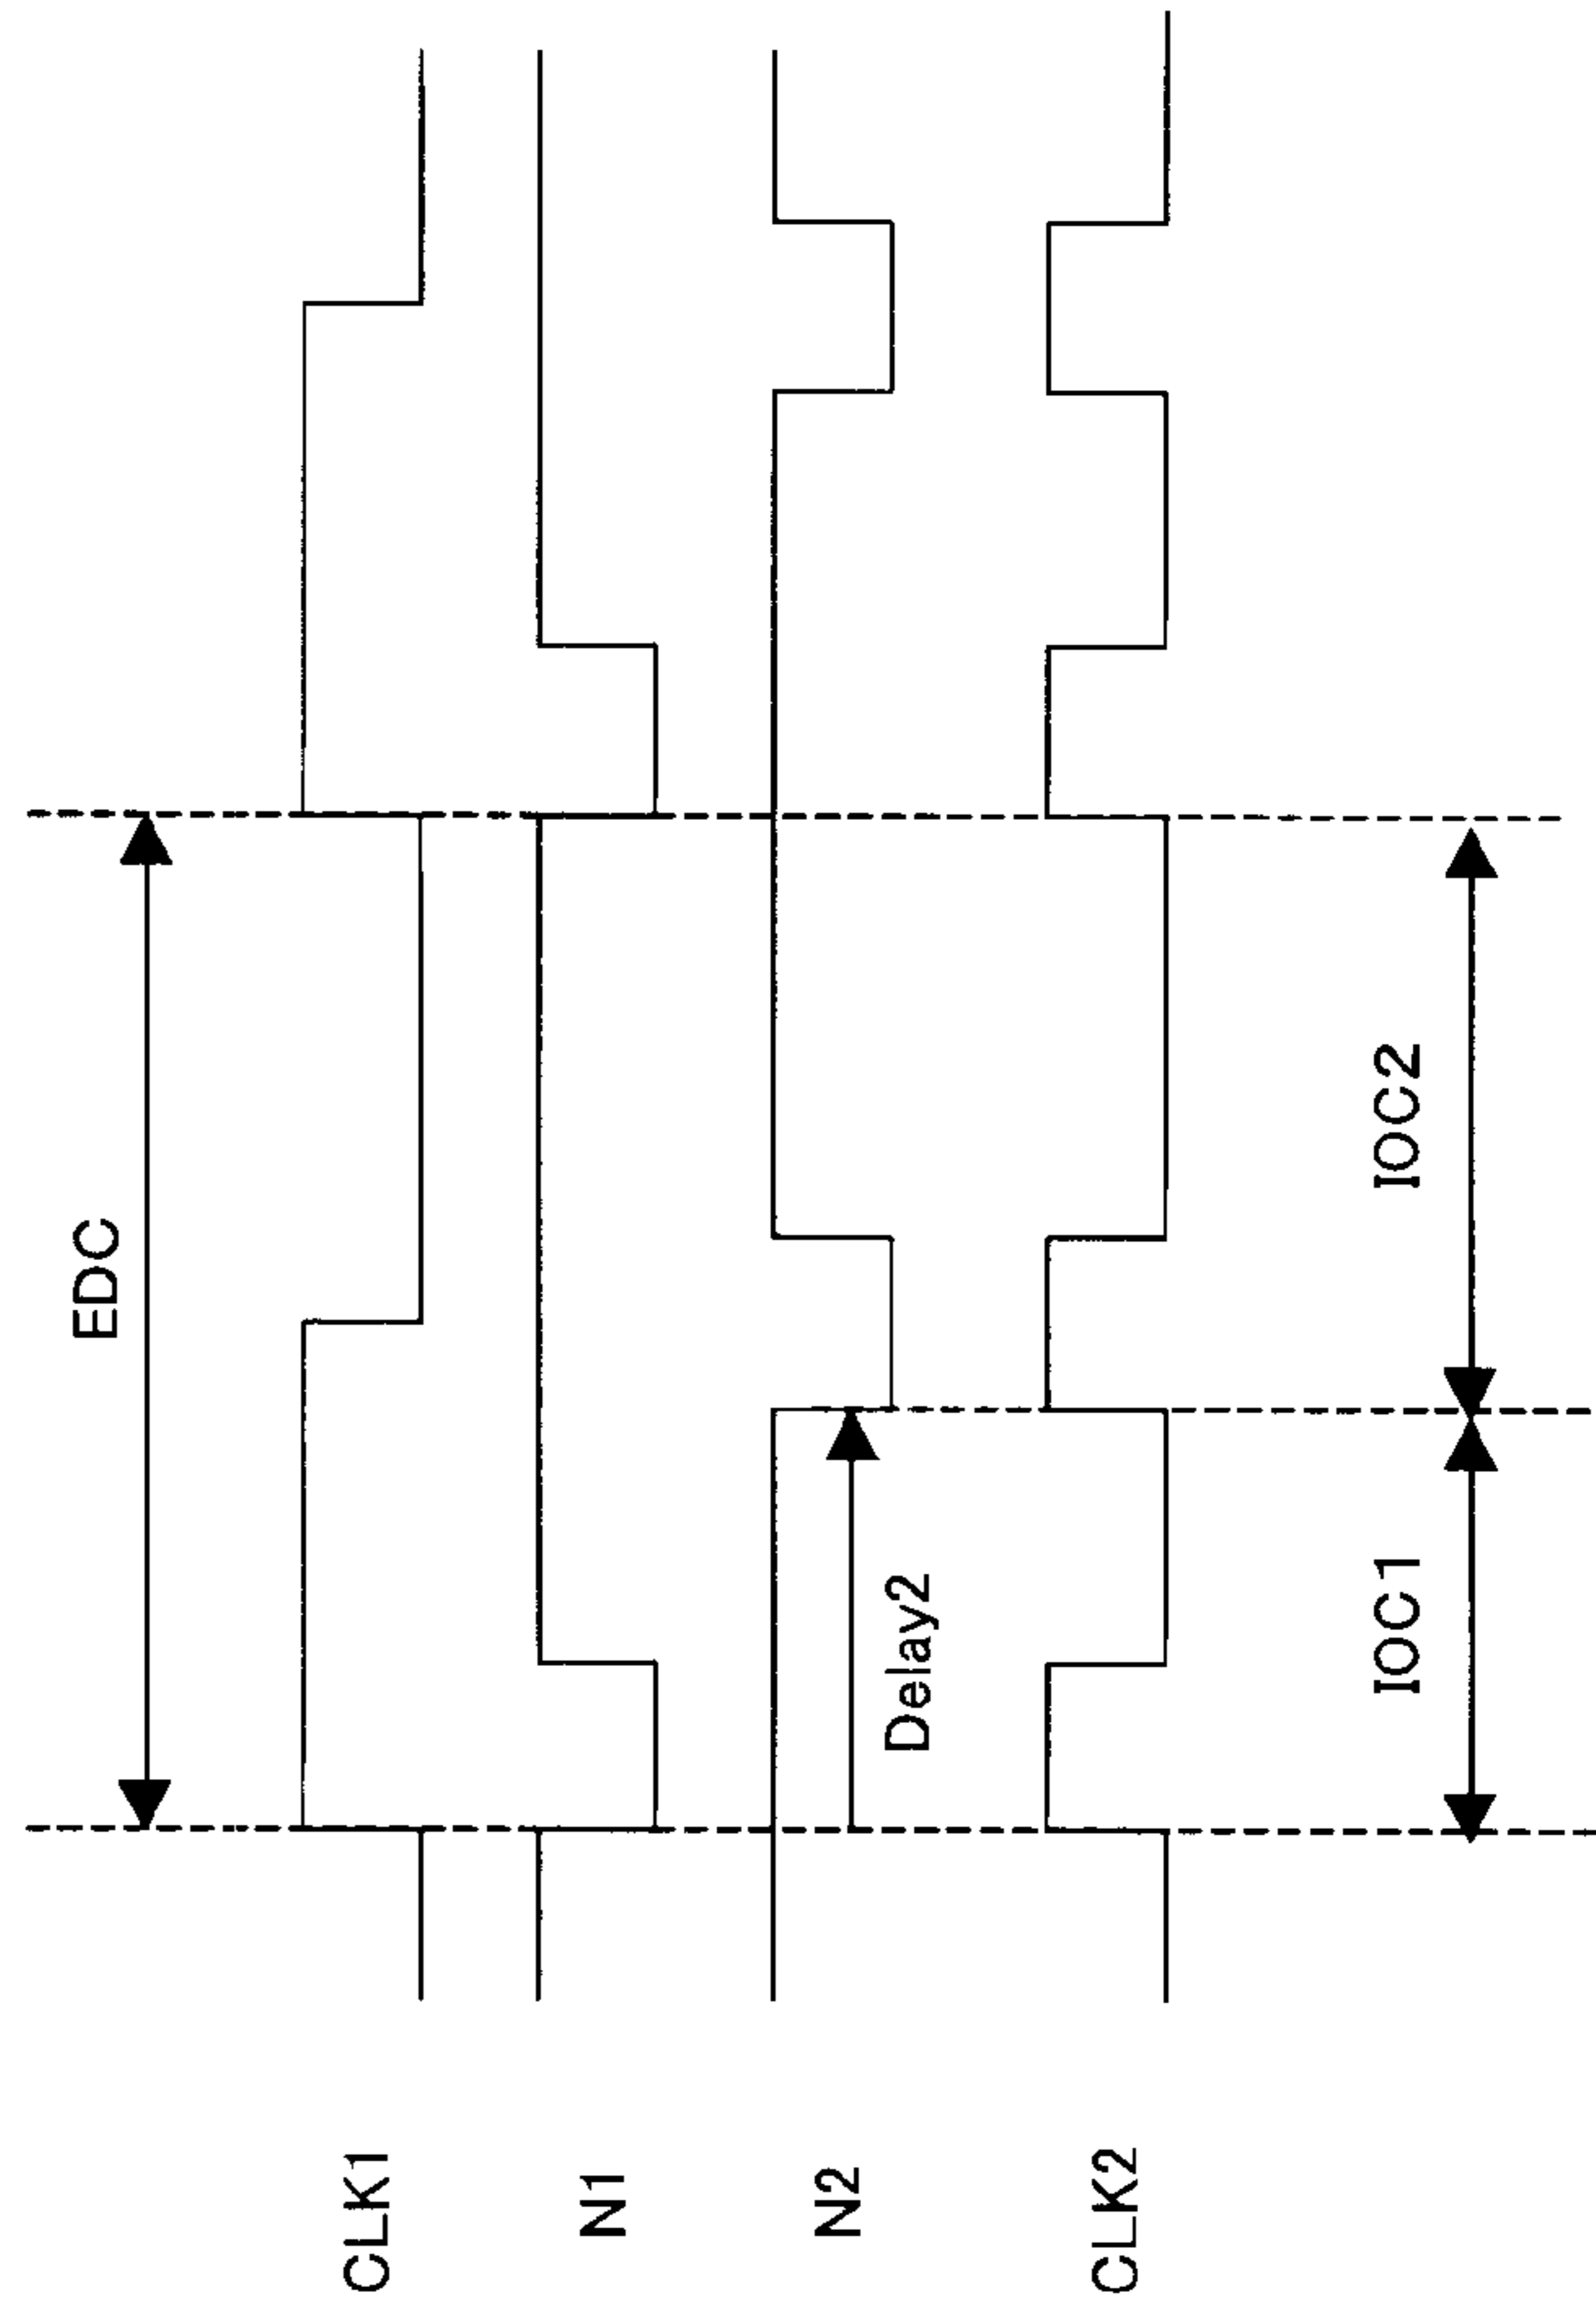 EDC
CLK1
N1
N2
Delay2
CLK2
IOC1
IOC2